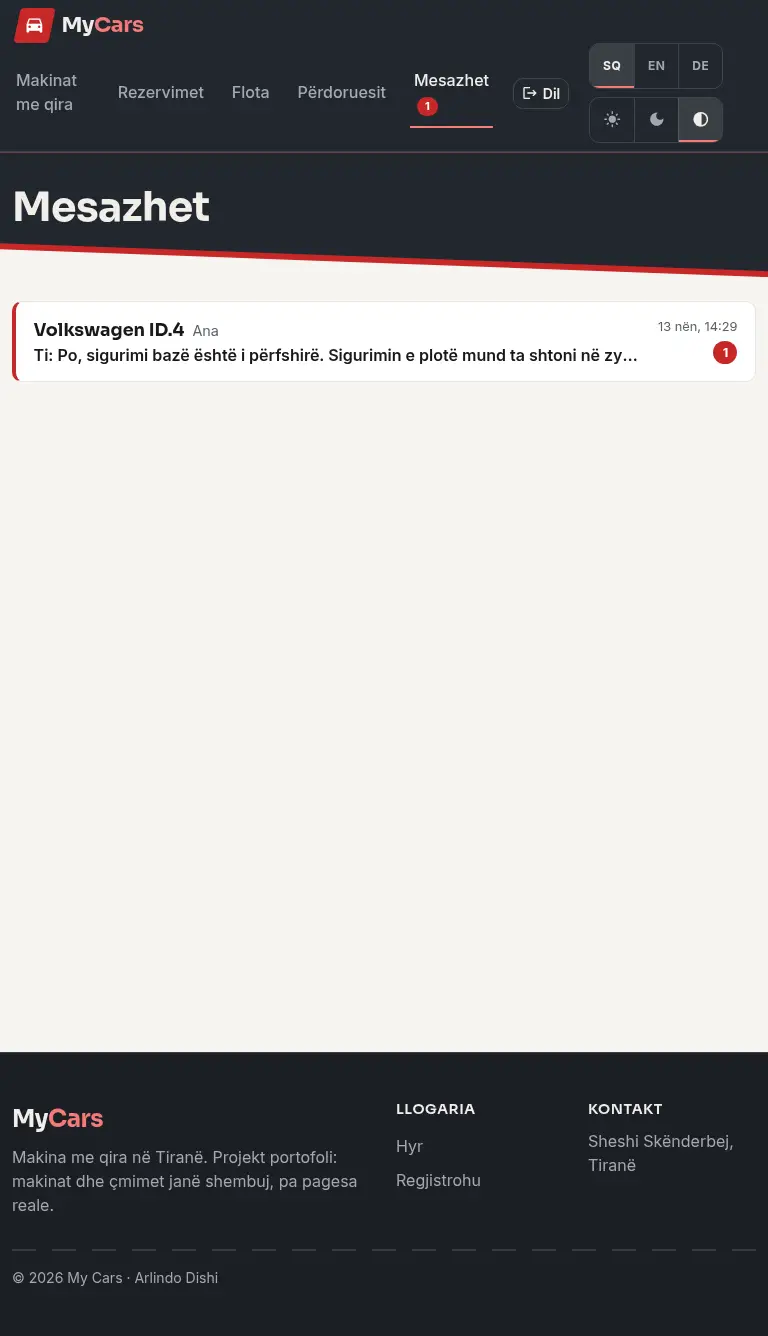 MyCars
Makinat
me qira
Rezervimet
Flota
Përdoruesit
Mesazhet
1
Dil
SQ
EN
DE
Mesazhet
Volkswagen ID.4 Ana
13 nën, 14:29
Ti: Po, sigurimi bazë është i përfshirë. Sigurimin e plotë mund ta shtoni në zy...
1
MyCars
Makina me qira në Tiranë. Projekt portofoli:
makinat dhe çmimet janë shembuj, pa pagesa
reale.
LLOGARIA
Hyr
Regjistrohu
KONTAKT
Sheshi Skënderbej,
Tiranë
© 2026 My Cars · Arlindo Dishi